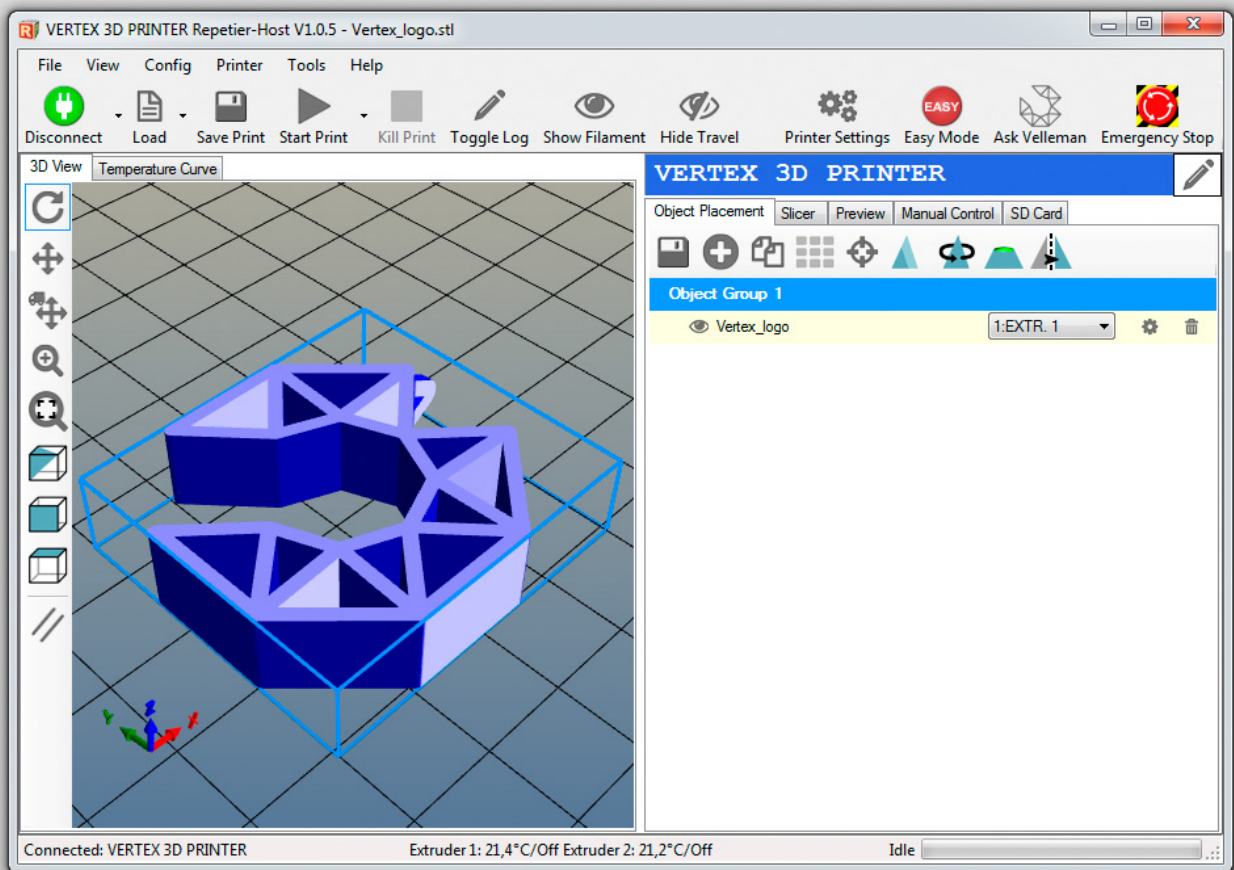 VERTEX 3D PRINTER Repetier-Host V1.0.5 - Vertex_logo.stl
File View Config Printer Tools Help
EASY
Disconnect Load Save Print Start Print Kill Print Toggle Log Show Filament Hide Travel Printer Settings Easy Mode Ask Velleman Emergency Stop
3D View Temperature Curve
VERTEX 3D PRINTER
Object Placement Slicer Preview Manual Control SD Card
Object Group 1
Vertex_logo 1:EXTR. 1
Z
Y X
Connected: VERTEX 3D PRINTER Extruder 1: 21,4°C/Off Extruder 2: 21,2°C/Off Idle